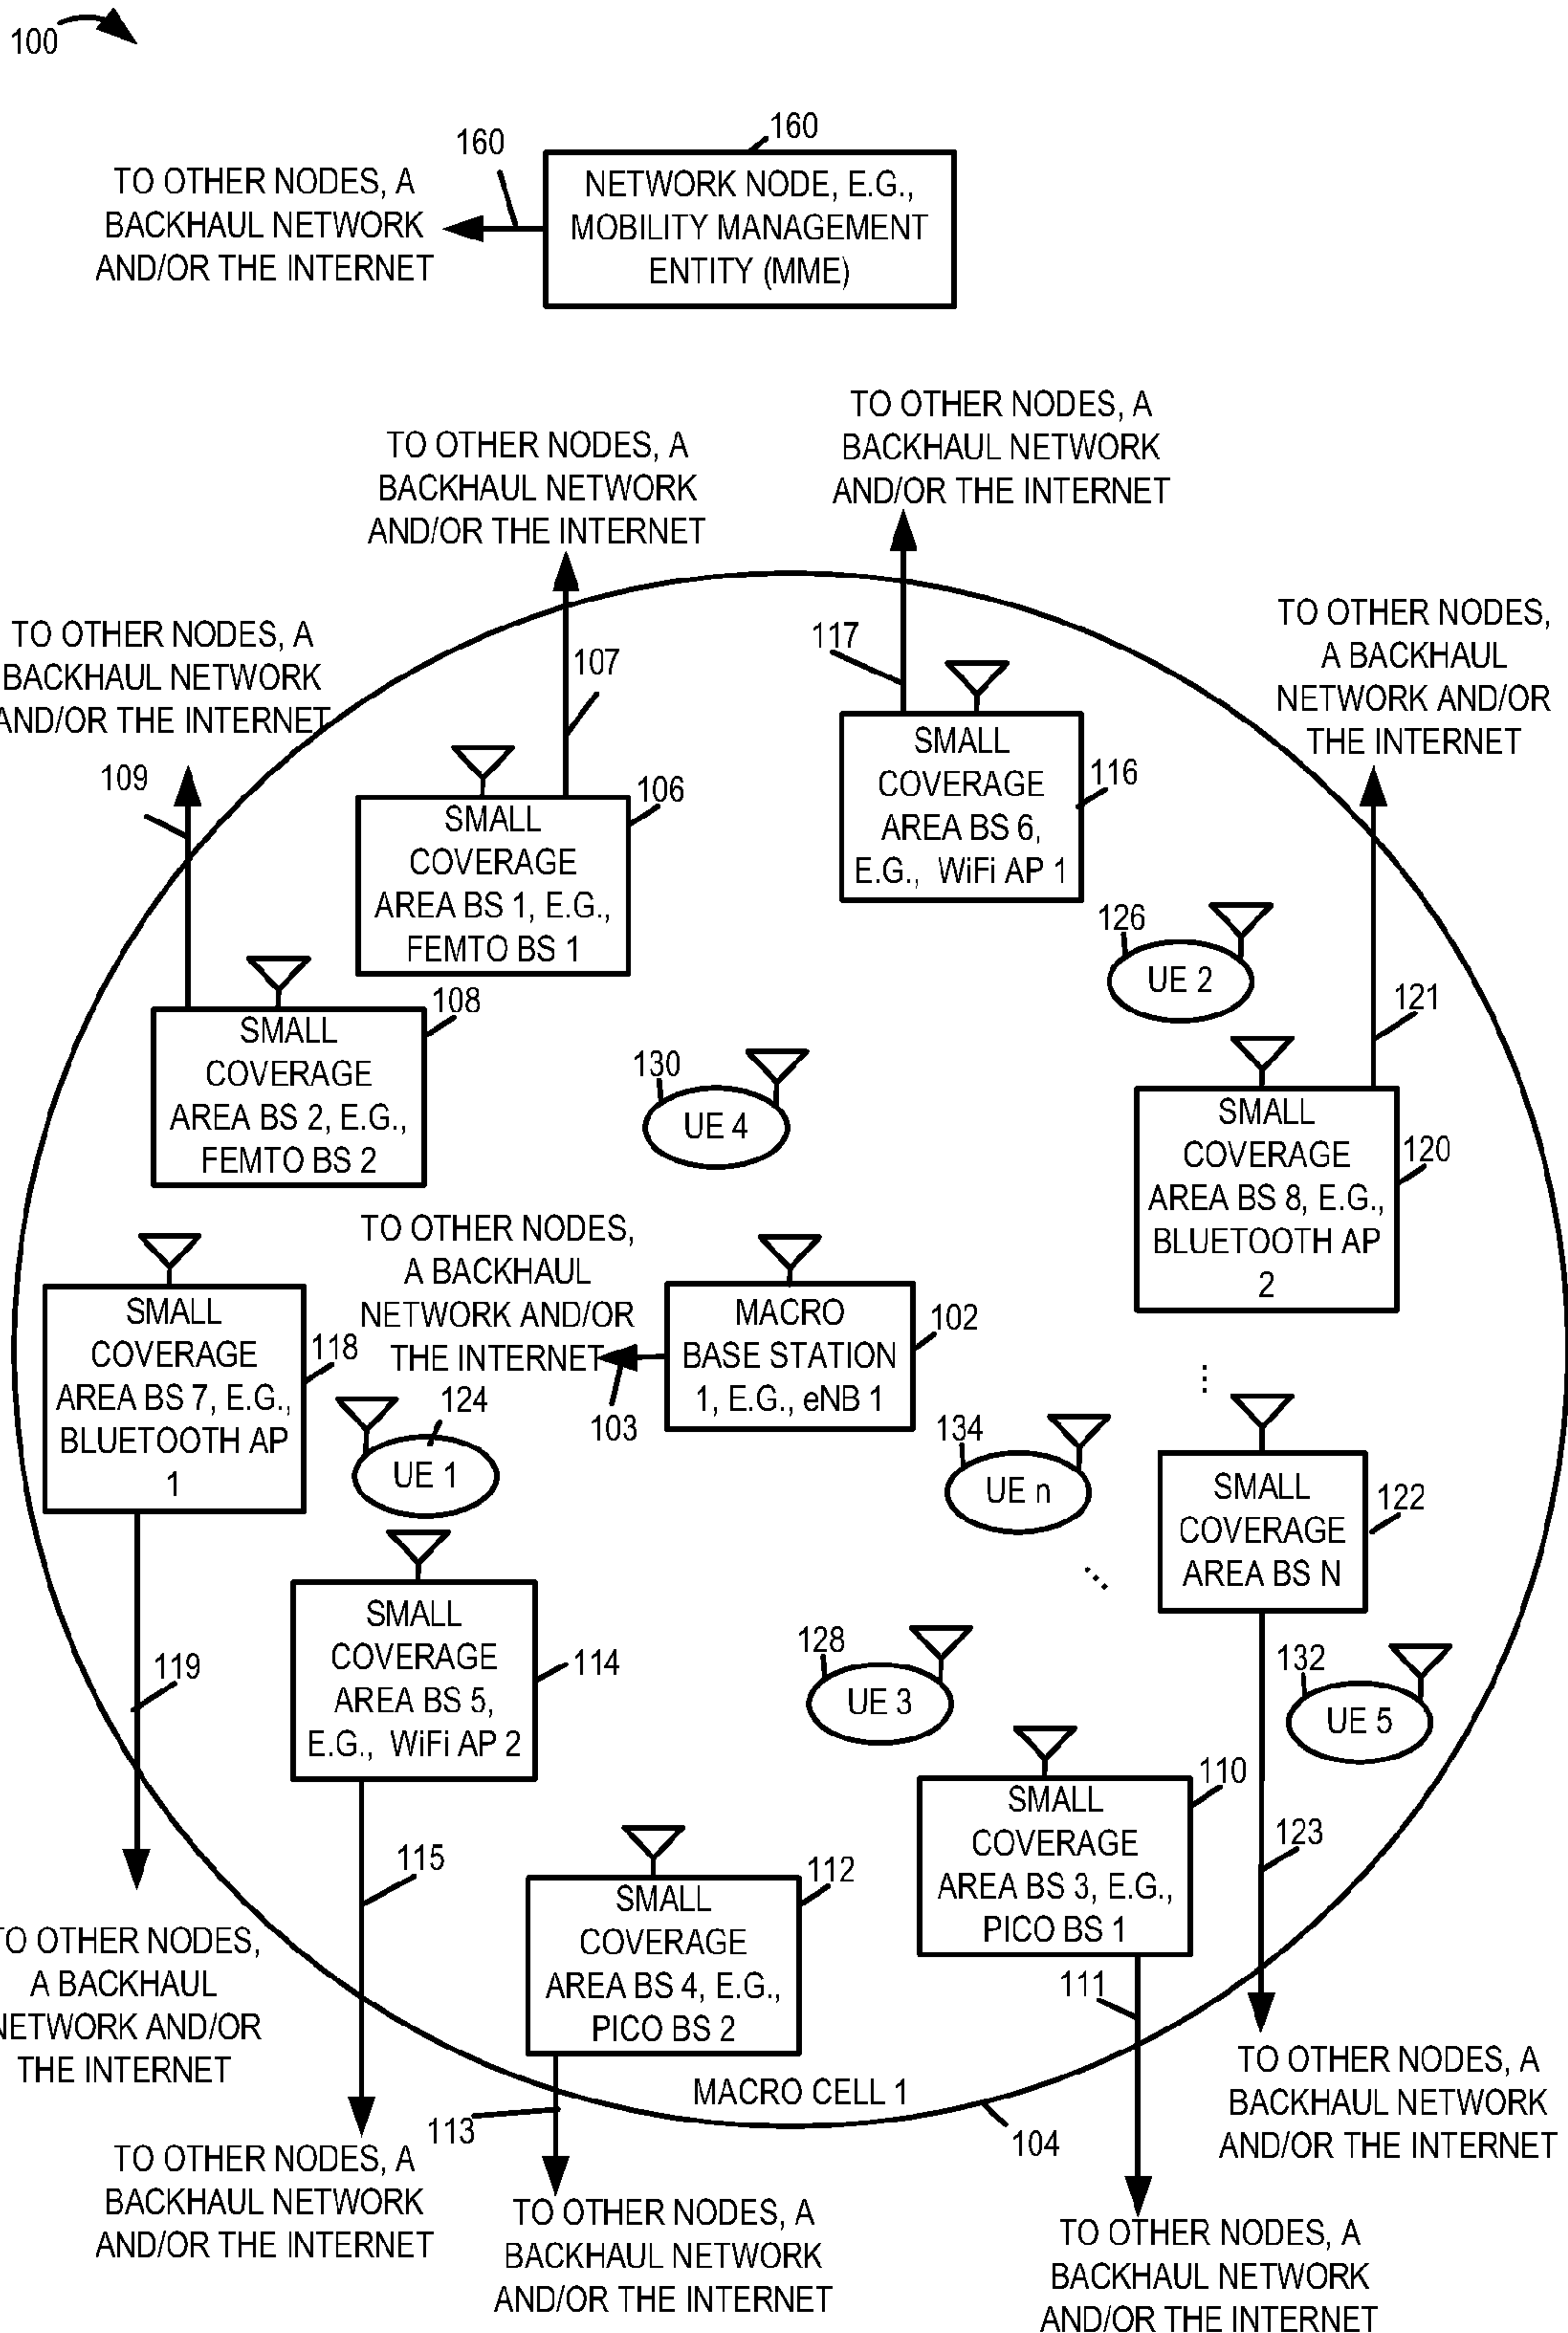 100
160
160
TO OTHER NODES, A
BACKHAUL NETWORK
AND/OR THE INTERNET
NETWORK NODE, E.G.,
MOBILITY MANAGEMENT
ENTITY (MME)
TO OTHER NODES, A
BACKHAUL NETWORK
AND/OR THE INTERNET
TO OTHER NODES, A
BACKHAUL NETWORK
AND/OR THE INTERNET
TO OTHER NODES, A
BACKHAUL NETWORK
AND/OR THE INTERNET
TO OTHER NODES,
A BACKHAUL
NETWORK AND/OR
THE INTERNET
109
107
117
106
SMALL
COVERAGE
AREA BS 1, E.G.,
FEMTO BS 1
116
SMALL
COVERAGE
AREA BS 6,
E.G., WiFi AP 1
126
UE 2
108
SMALL
COVERAGE
AREA BS 2, E.G.,
FEMTO BS 2
121
130
UE 4
120
SMALL
COVERAGE
AREA BS 8, E.G.,
BLUETOOTH AP
2
TO OTHER NODES,
A BACKHAUL
NETWORK AND/OR
THE INTERNET
103
MACRO
BASE STATION
1, E.G., eNB 1
102
SMALL
COVERAGE
AREA BS 7, E.G.,
BLUETOOTH AP
1
118
124
UE 1
134
UE n
...
SMALL
COVERAGE
AREA BS N
122
...
119
SMALL
COVERAGE
AREA BS 5,
E.G., WiFi AP 2
114
128
UE 3
132
UE 5
110
SMALL
COVERAGE
AREA BS 3, E.G.,
PICO BS 1
123
115
112
SMALL
COVERAGE
AREA BS 4, E.G.,
PICO BS 2
111
TO OTHER NODES,
A BACKHAUL
NETWORK AND/OR
THE INTERNET
MACRO CELL 1
104
113
TO OTHER NODES, A
BACKHAUL NETWORK
AND/OR THE INTERNET
TO OTHER NODES, A
BACKHAUL NETWORK
AND/OR THE INTERNET
TO OTHER NODES, A
BACKHAUL NETWORK
AND/OR THE INTERNET
TO OTHER NODES, A
BACKHAUL NETWORK
AND/OR THE INTERNET